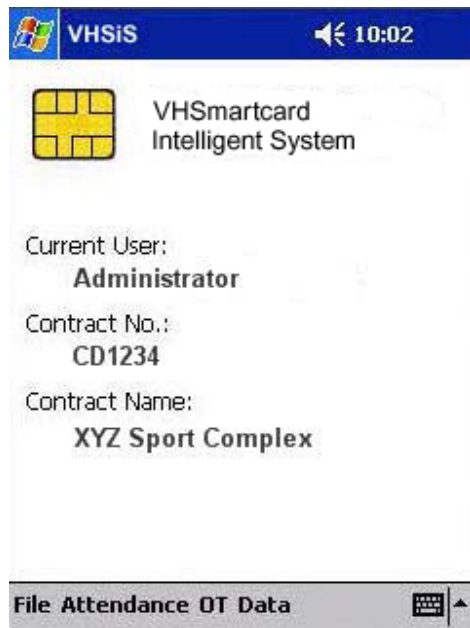 VHSiS 10:02
VHSmartcard
Intelligent System
Current User:
Administrator
Contract No.:
CD1234
Contract Name:
XYZ Sport Complex
File Attendance OT Data